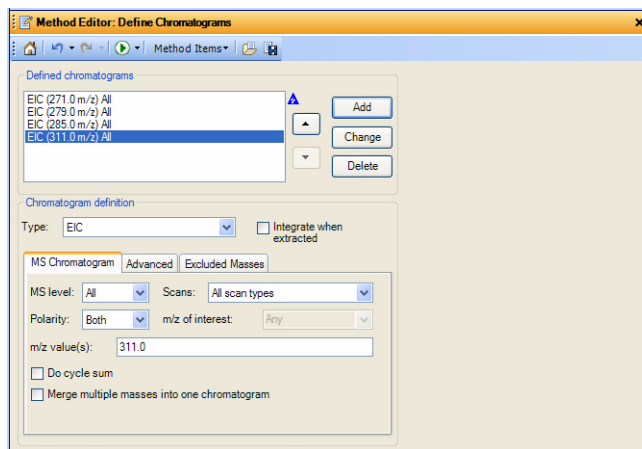 Method Editor: Define Chromatograms
Method Items
Defined chromatograms
EIC (271.0 m/z) All
EIC (279.0 m/z) All
EIC (285.0 m/z) All
EIC (311.0 m/z) All
Add
Change
Delete
Chromatogram definition
Type: EIC
Integrate when
extracted
MS Chromatogram Advanced Excluded Masses
MS level: All Scans: All scan types
Polarity: Both m/z of interest: Any
m/z value(s): 311.0
Do cycle sum
Merge multiple masses into one chromatogram